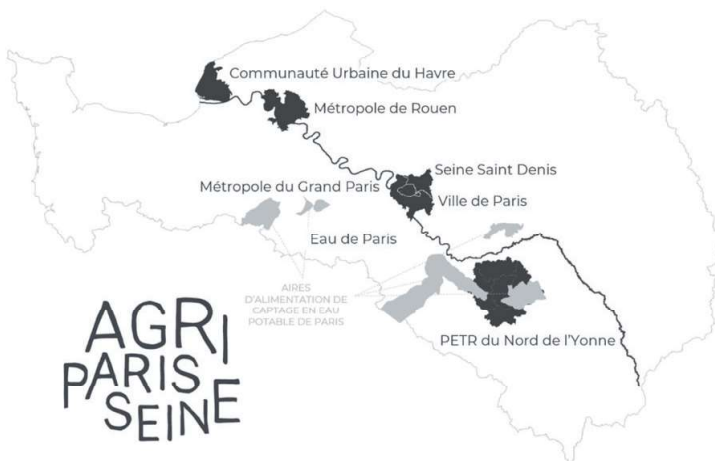 Communauté Urbaine du Havre
Métropole de Rouen
Seine Saint Denis
Métropole du Grand Paris
Ville de Paris
Eau de Paris
AIRES
D'ALIMENTATION DE
CAPTAGE EN EAU
POTABLE DE PARIS
PETR du Nord de l'Yonne
AGRI
PARIS
SEINE